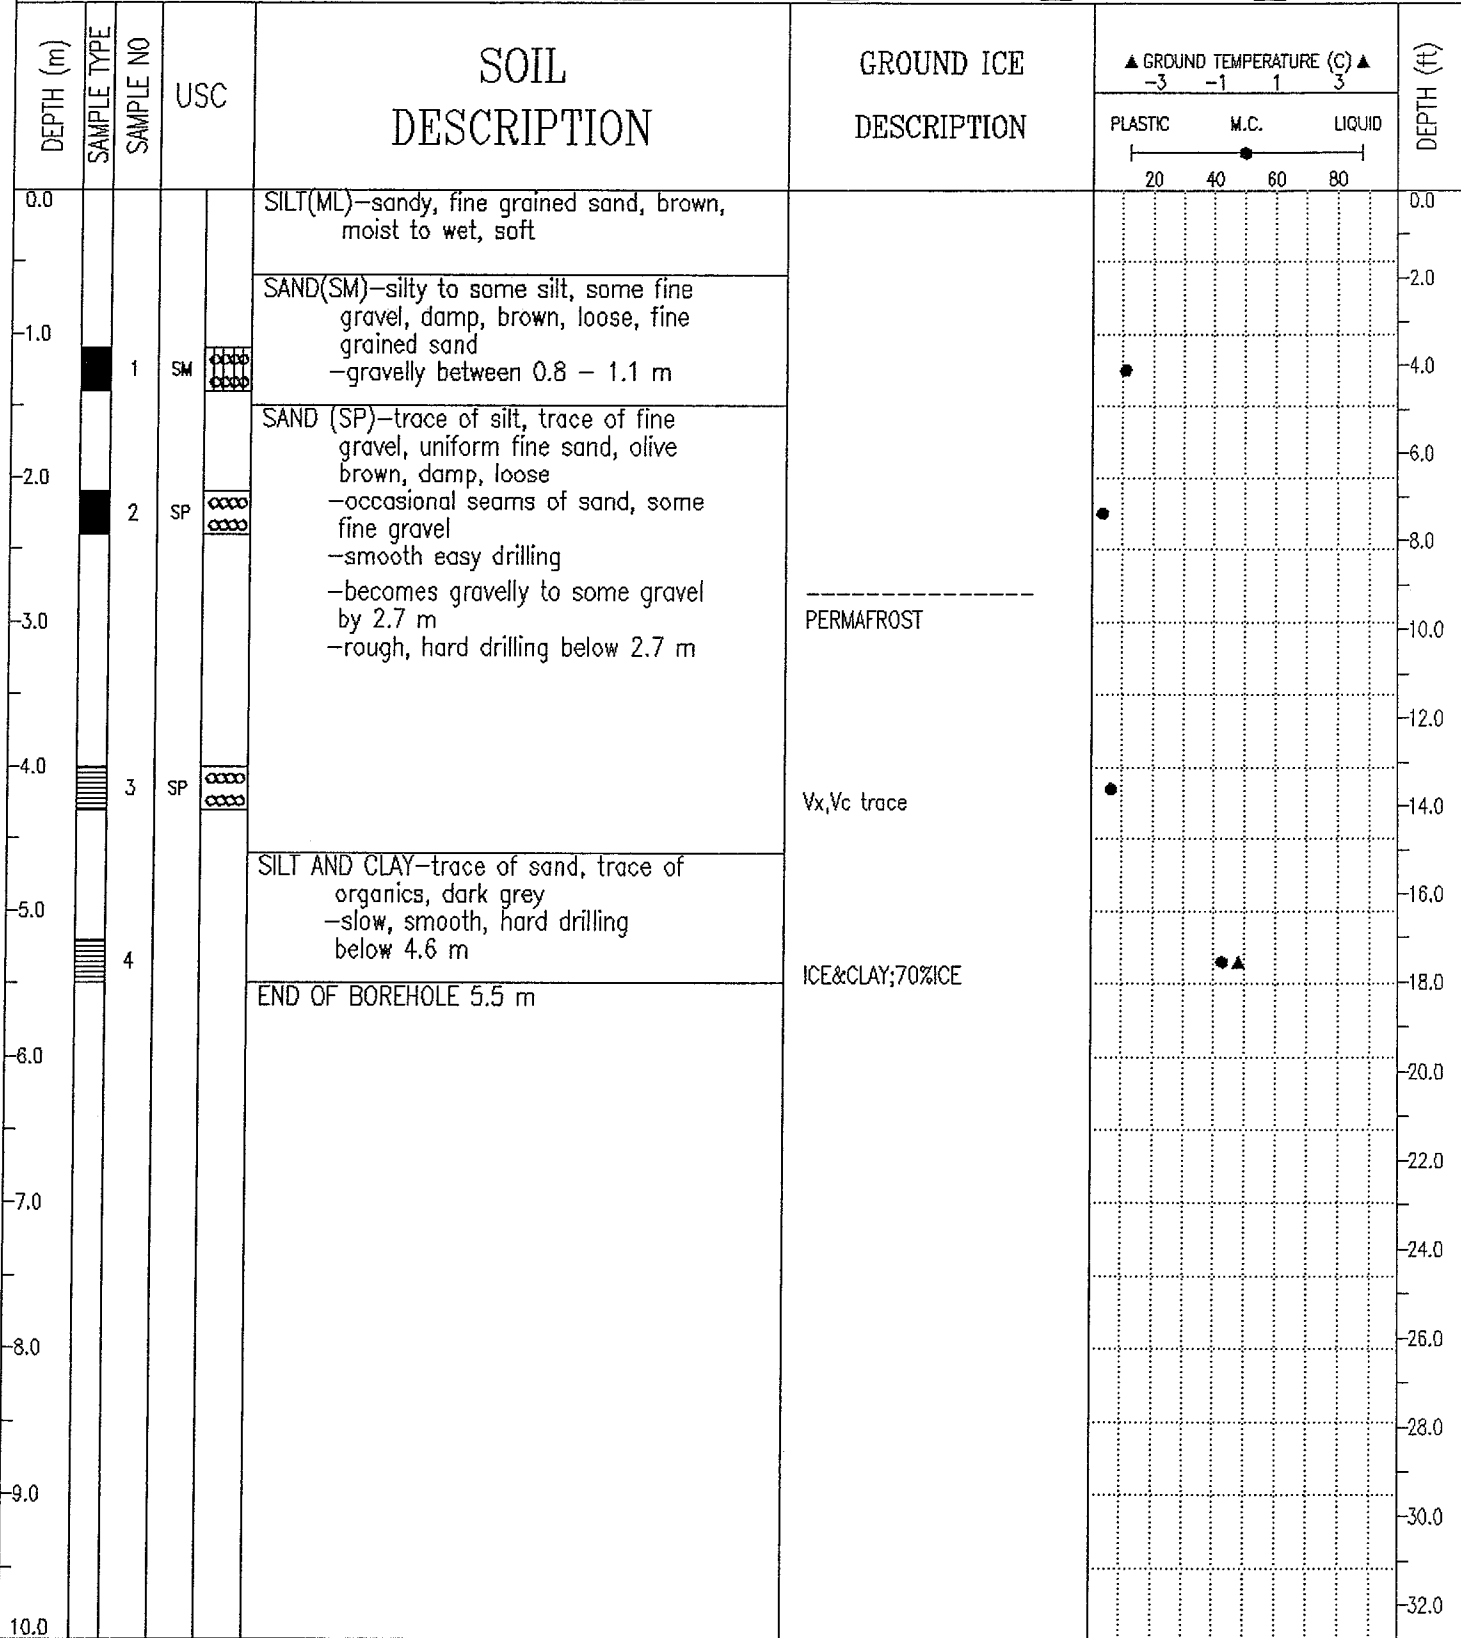 DEPTH (m)
SAMPLE TYPE
SAMPLE NO
USC
SOIL
DESCRIPTION
GROUND ICE
DESCRIPTION
▲ GROUND TEMPERATURE (C) ▲
-3 -1 1 3
PLASTIC M.C. LIQUID
20 40 60 80
DEPTH (ft)
0.0
-1.0
-2.0
-3.0
-4.0
-5.0
-6.0
-7.0
-8.0
-9.0
10.0
1 SM
2 SP
3 SP
4
SILT(ML)-sandy, fine grained sand, brown,
moist to wet, soft
SAND(SM)-silty to some silt, some fine
gravel, damp, brown, loose, fine
grained sand
-gravelly between 0.8 - 1.1 m
SAND (SP)-trace of silt, trace of fine
gravel, uniform fine sand, olive
brown, damp, loose
-occasional seams of sand, some
fine gravel
-smooth easy drilling
-becomes gravelly to some gravel
by 2.7 m
-rough, hard drilling below 2.7 m
SILT AND CLAY-trace of sand, trace of
organics, dark grey
-slow, smooth, hard drilling
below 4.6 m
END OF BOREHOLE 5.5 m
PERMAFROST
Vx,Vc trace
ICE&CLAY;70%ICE
0.0
-2.0
-4.0
-6.0
-8.0
-10.0
-12.0
-14.0
-16.0
-18.0
-20.0
-22.0
-24.0
-26.0
-28.0
-30.0
-32.0